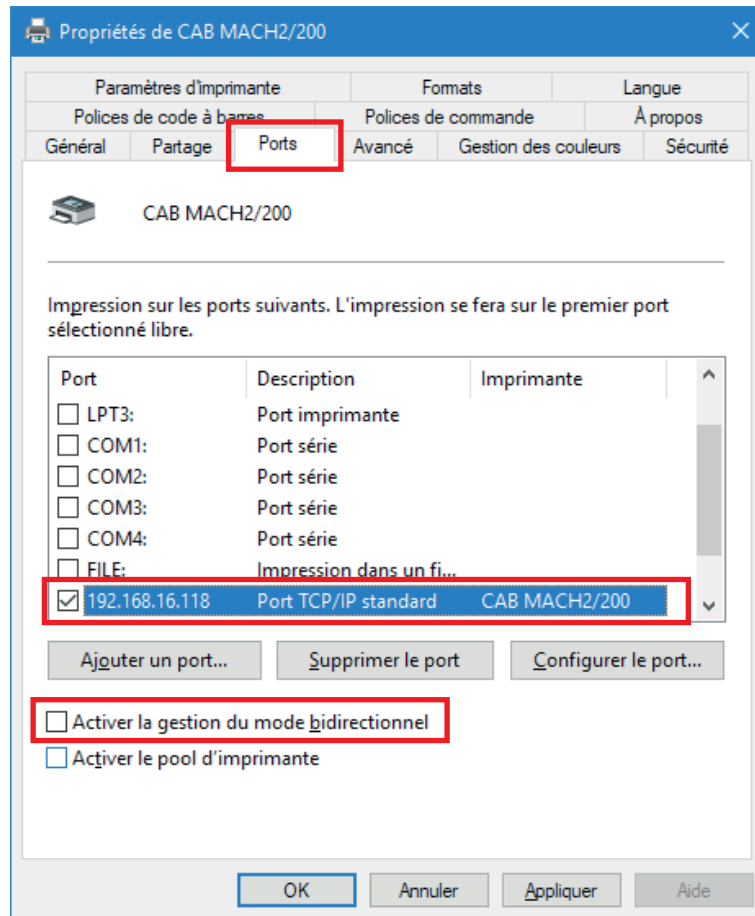 Propriétés de CAB MACH2/200
Paramètres d'imprimante Formats Langue
Polices de code à barres Polices de commande À propos
Général Partage Ports Avancé Gestion des couleurs Sécurité
CAB MACH2/200
Impression sur les ports suivants. L'impression se fera sur le premier port
sélectionné libre.
Port Description Imprimante
LPT3: Port imprimante
COM1: Port série
COM2: Port série
COM3: Port série
COM4: Port série
FILE: Impression dans un fi...
192.168.16.118 Port TCP/IP standard CAB MACH2/200
Ajouter un port... Supprimer le port Configurer le port...
Activer la gestion du mode bidirectionnel
Activer le pool d'imprimante
OK Annuler Appliquer Aide